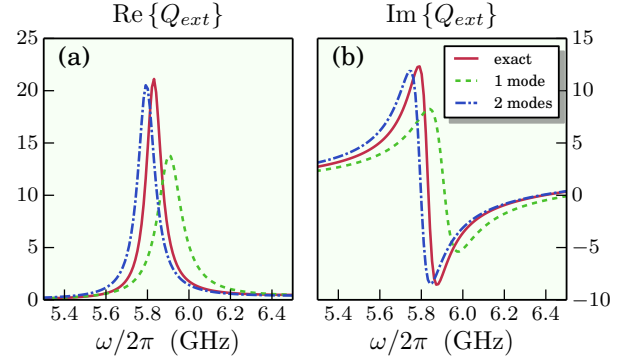 Re {Q_ext}
Im {Q_ext}
(a)
25
20
15
10
5
0
5.4 5.6 5.8 6.0 6.2 6.4
ω/2π (GHz)
(b)
exact
1 mode
2 modes
15
10
5
0
−5
−10
5.4 5.6 5.8 6.0 6.2 6.4
ω/2π (GHz)